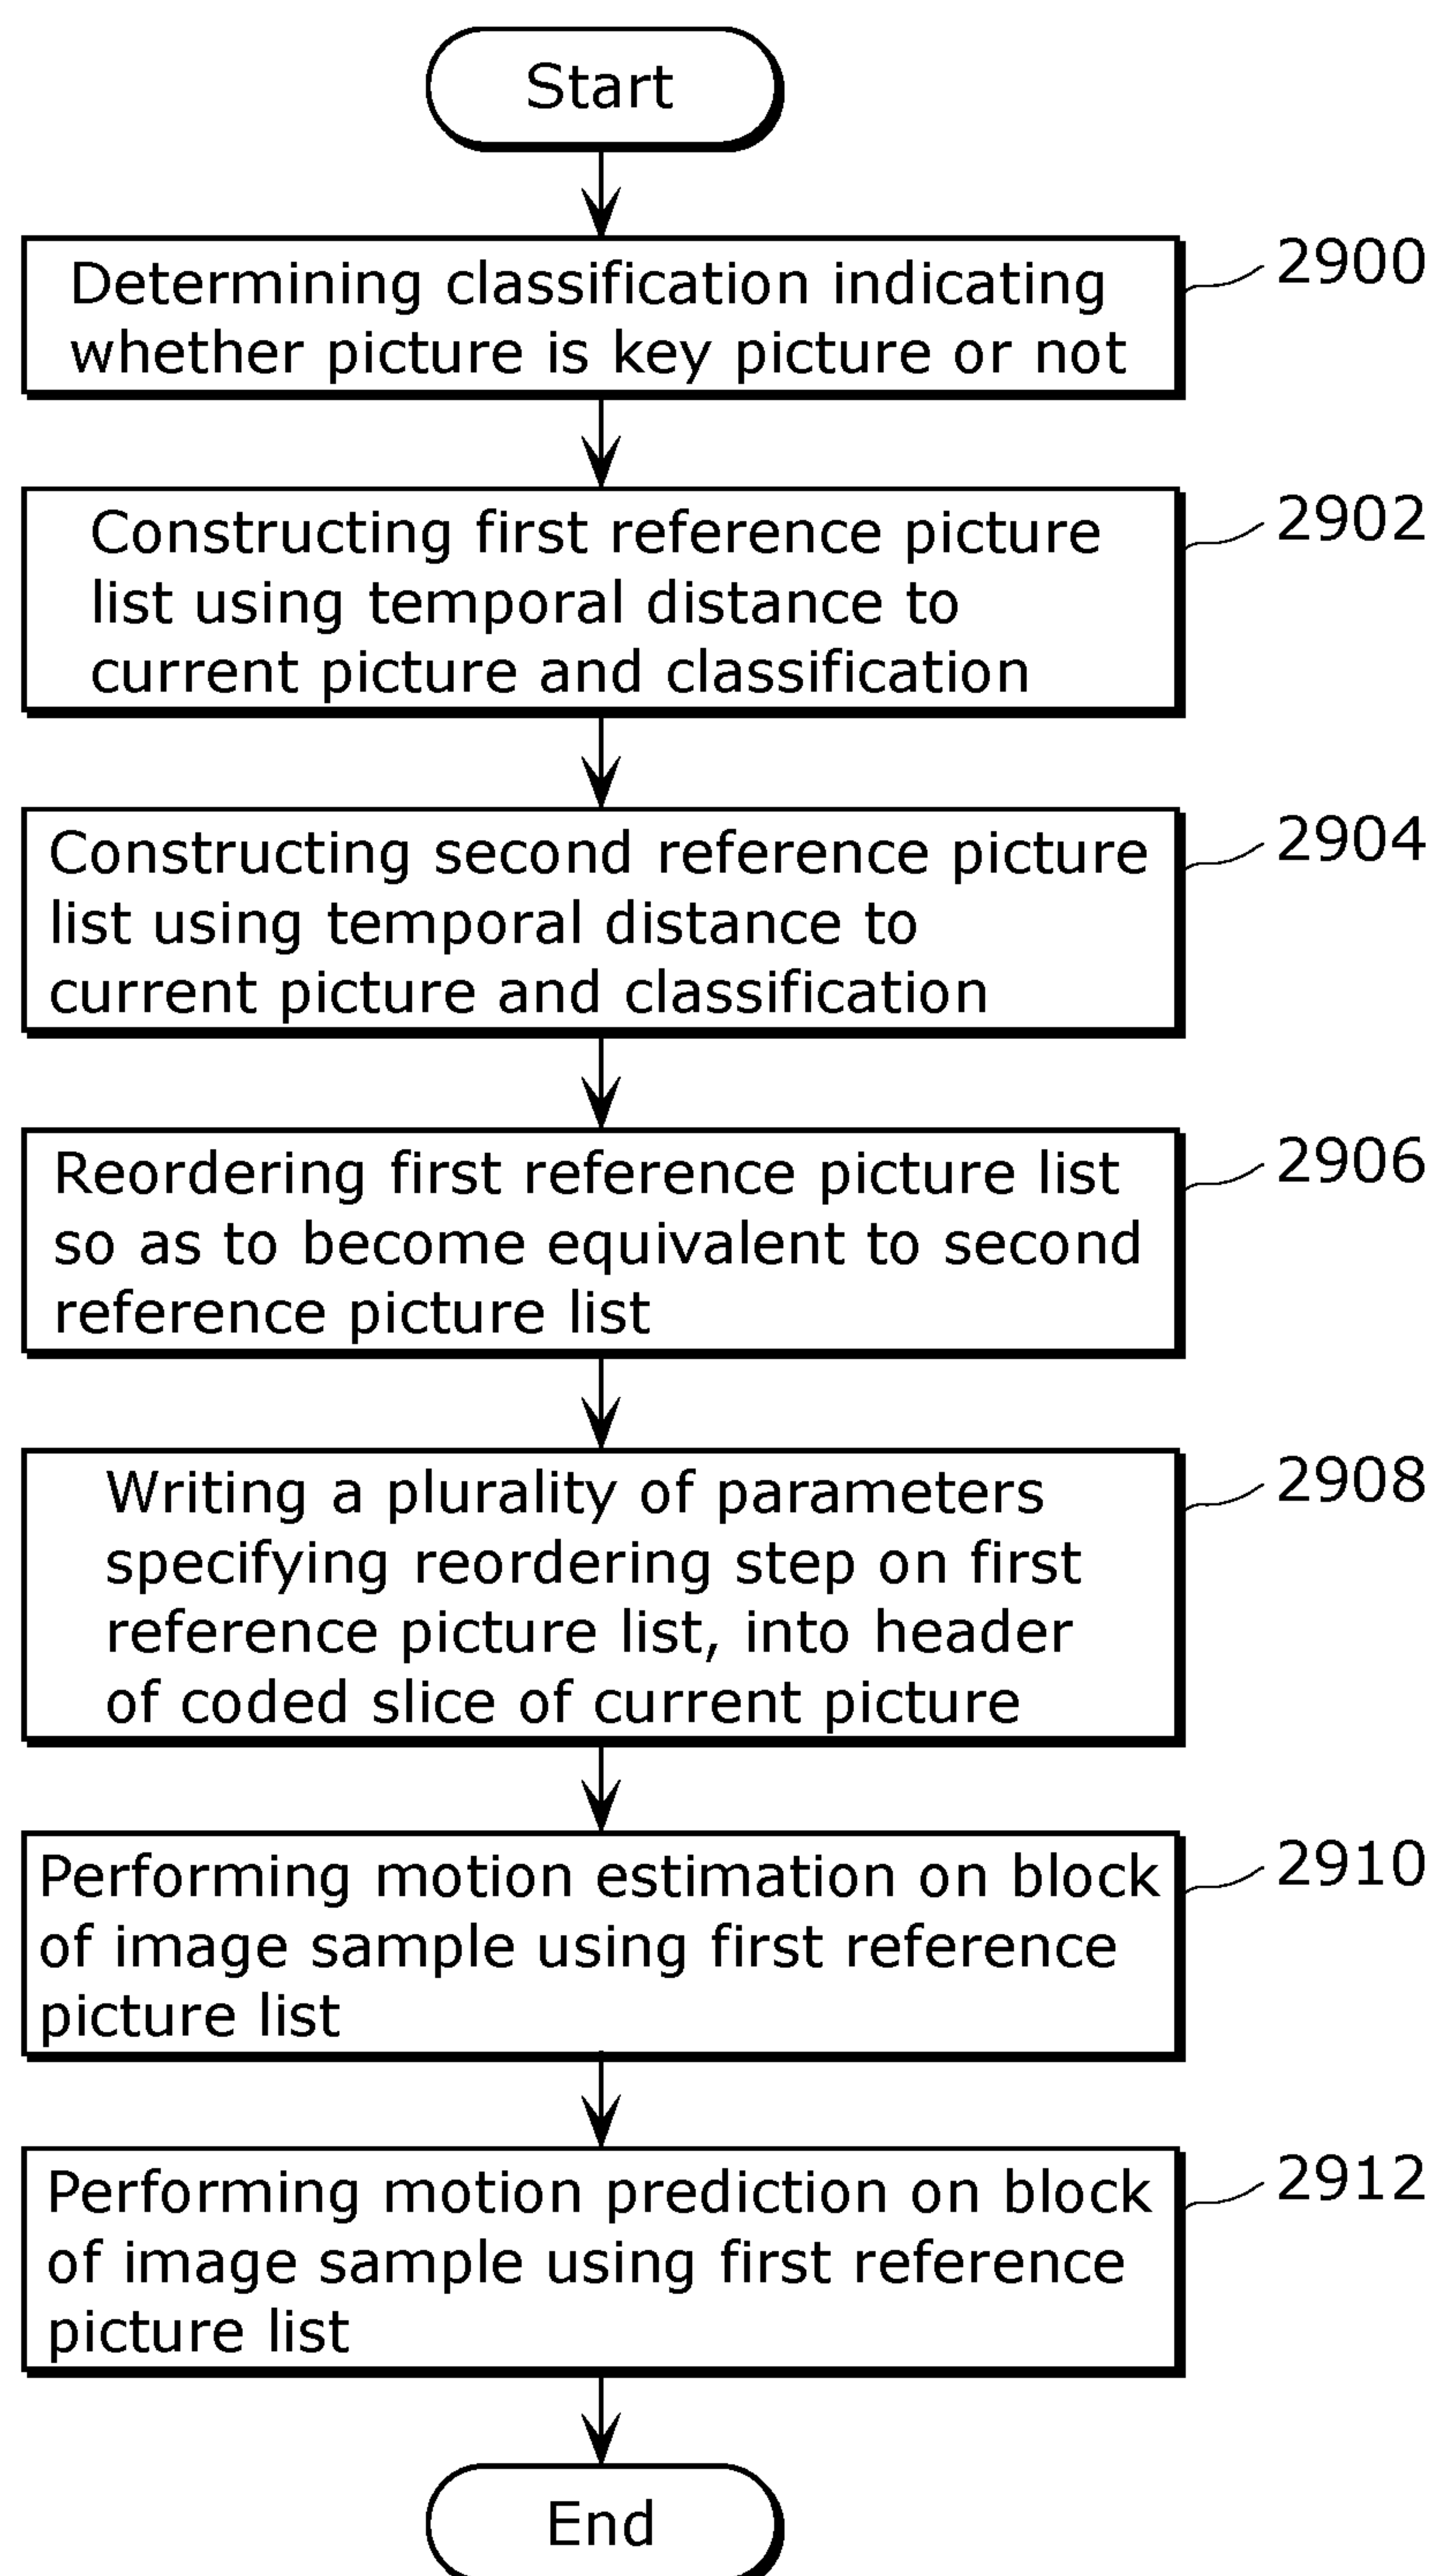 Start
Determining classification indicating
whether picture is key picture or not
2900
Constructing first reference picture
list using temporal distance to
current picture and classification
2902
Constructing second reference picture
list using temporal distance to
current picture and classification
2904
Reordering first reference picture list
so as to become equivalent to second
reference picture list
2906
Writing a plurality of parameters
specifying reordering step on first
reference picture list, into header
of coded slice of current picture
2908
Performing motion estimation on block
of image sample using first reference
picture list
2910
Performing motion prediction on block
of image sample using first reference
picture list
2912
End